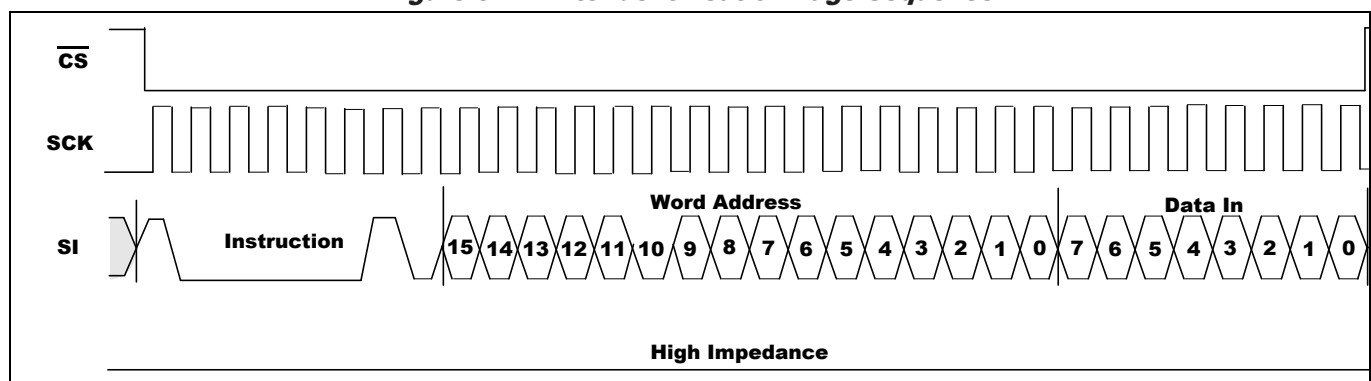 CS
SCK
Word Address
Data In
SI
Instruction
15 14 13 12 11 10 9 8 7 6 5 4 3 2 1 0 7 6 5 4 3 2 1 0
High Impedance